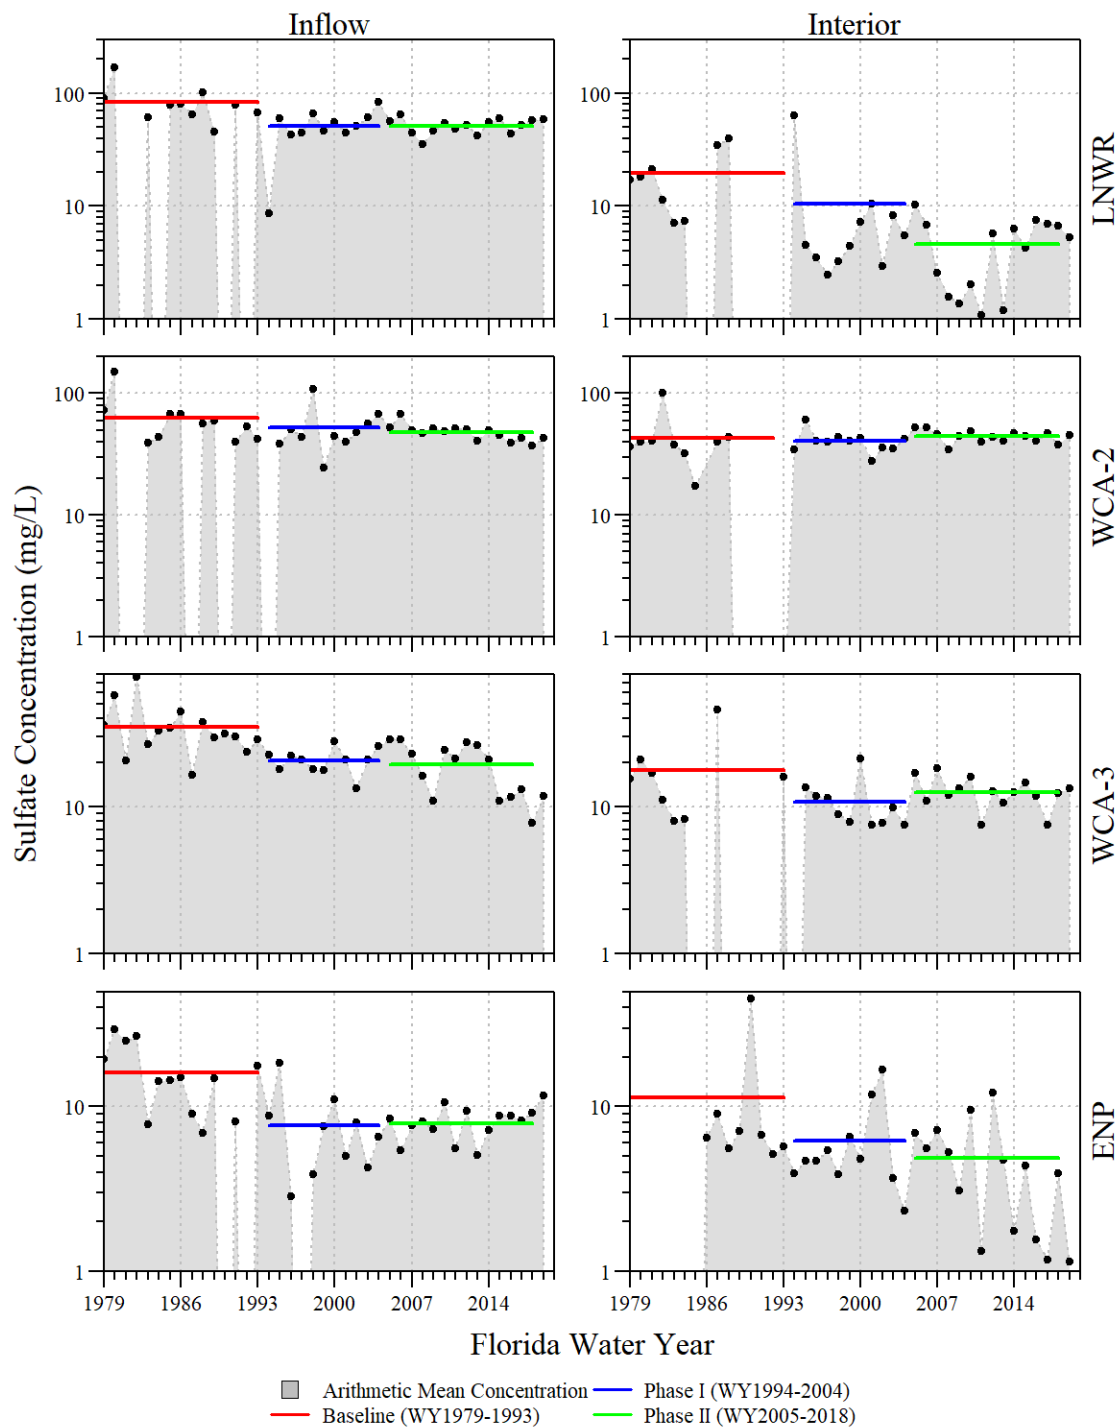 Inflow
Interior
100
10
1
LNWR
100
10
1
WCA-2
10
1
WCA-3
10
1
ENP
1979 1986 1993 2000 2007 2014
1979 1986 1993 2000 2007 2014
Sulfate Concentration (mg/L)
Florida Water Year
Arithmetic Mean Concentration
Phase I (WY1994-2004)
Baseline (WY1979-1993)
Phase II (WY2005-2018)
100
10
1
100
10
1
10
1
10
1